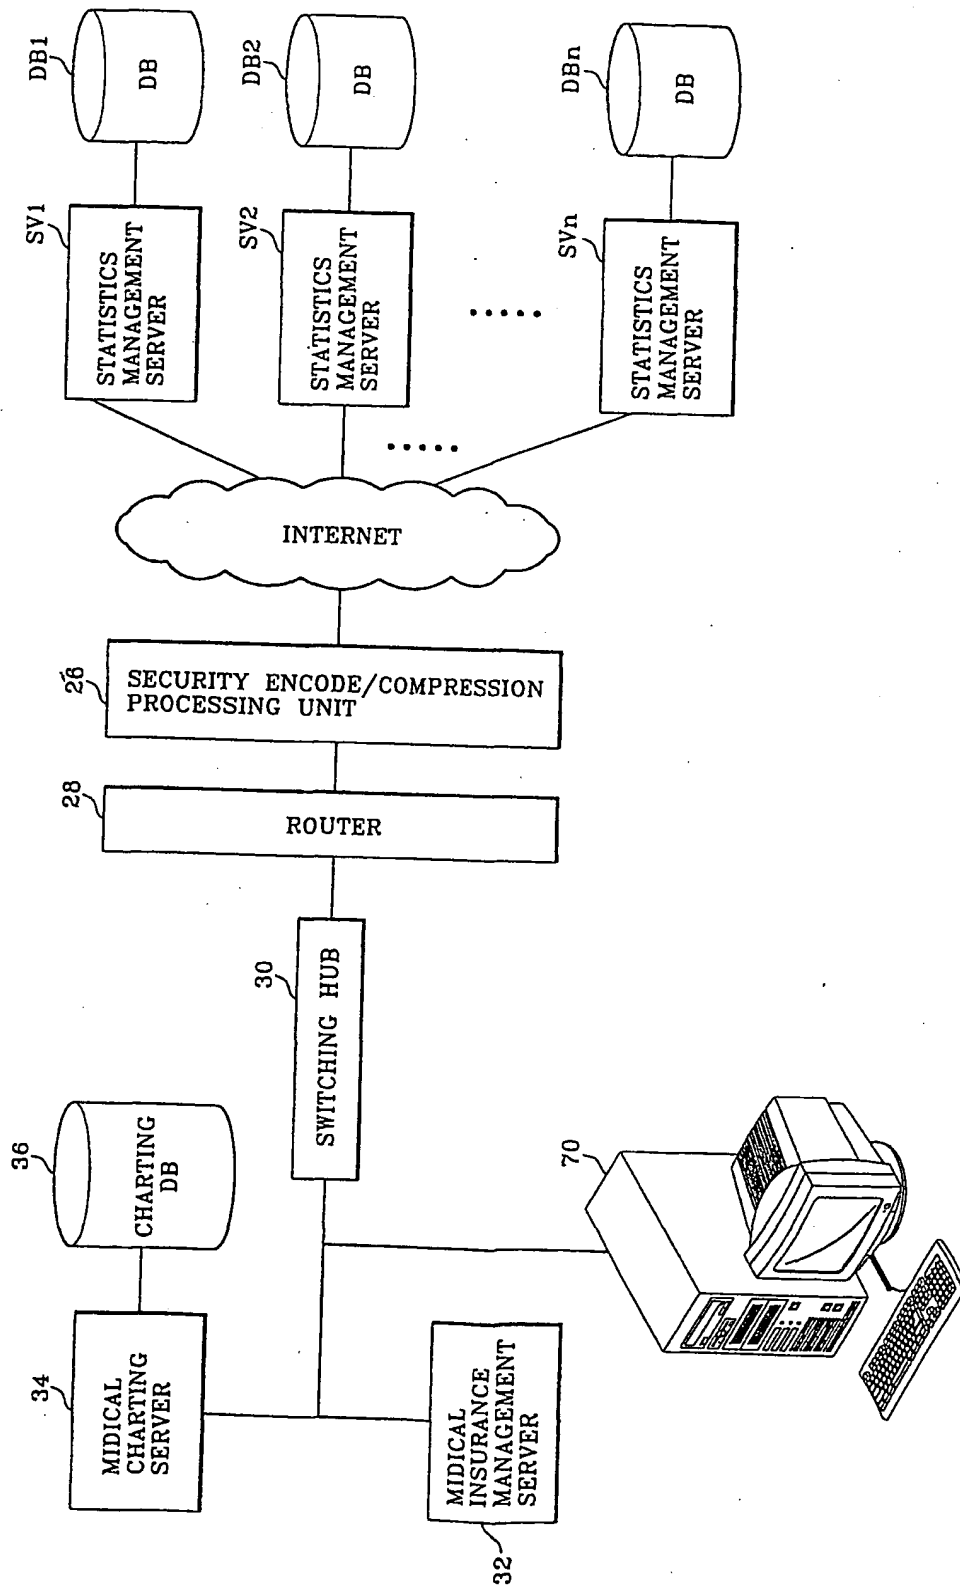 36
CHARTING
DB
34
MIDICAL
CHARTING
SERVER
MIDICAL
INSURANCE
MANAGEMENT
SERVER
32
70
30
SWITCHING HUB
28
ROUTER
26
SECURITY ENCODE/COMPRESSION
PROCESSING UNIT
INTERNET
SV1
STATISTICS
MANAGEMENT
SERVER
DB1
DB
SV2
STATISTICS
MANAGEMENT
SERVER
DB2
DB
SVn
STATISTICS
MANAGEMENT
SERVER
DBn
DB